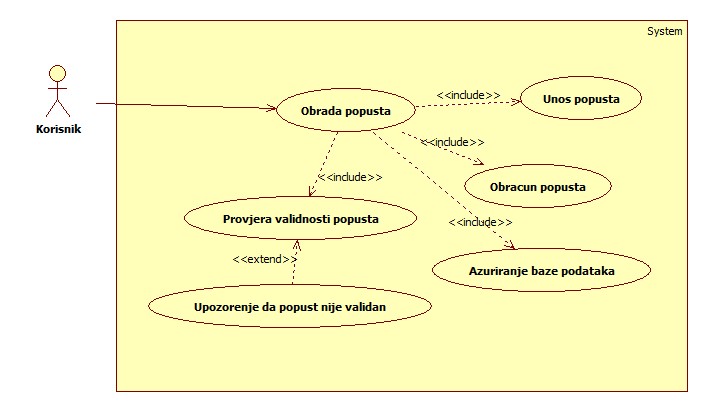 System
Korisnik
Obrada popusta
<<include>>
Unos popusta
<<include>>
Obracun popusta
<<include>>
Provjera validnosti popusta
<<include>>
Azuriranje baze podataka
<<extend>>
Upozorenje da popust nije validan